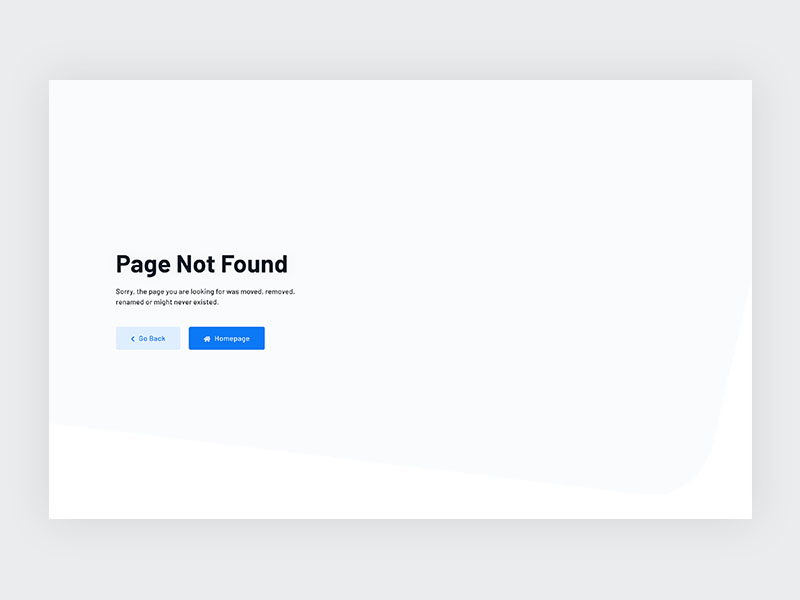 Page Not Found
Sorry, the page you are looking for was moved, removed,
renamed or might never existed.
Go Back
Homepage